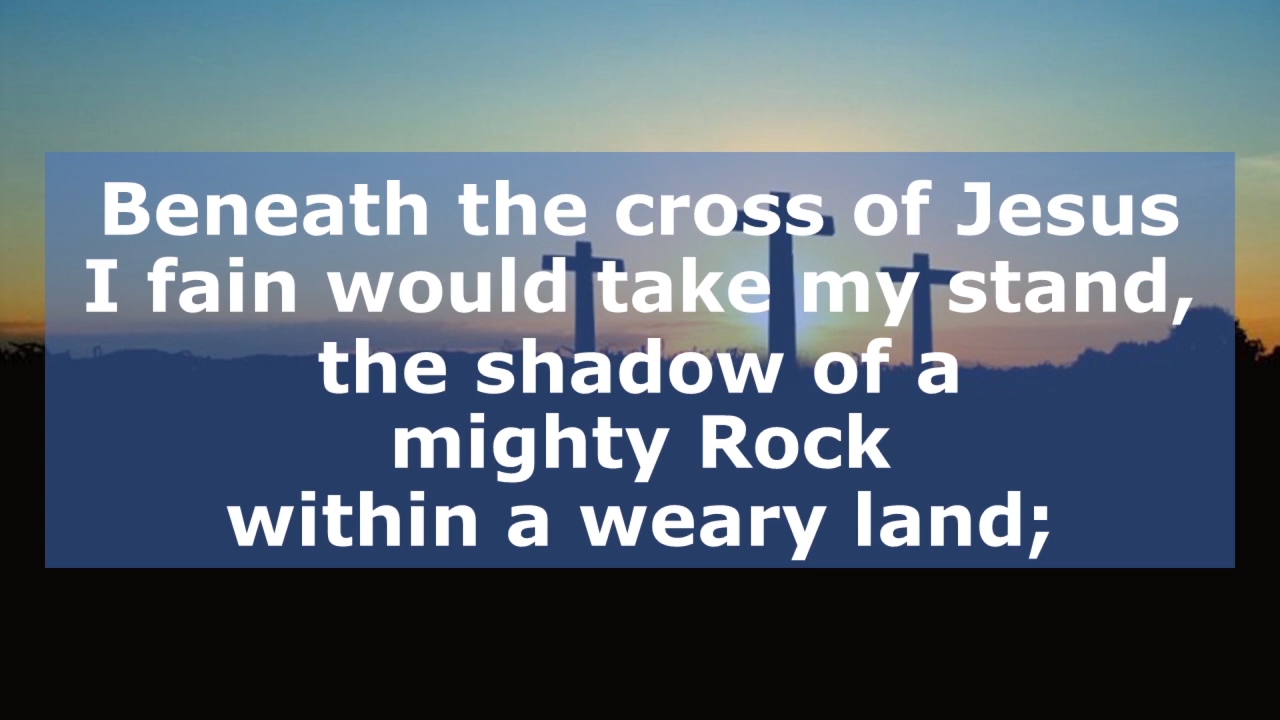 Beneath the cross of Jesus
I fain would take my stand,
the shadow of a
mighty Rock
within a weary land;